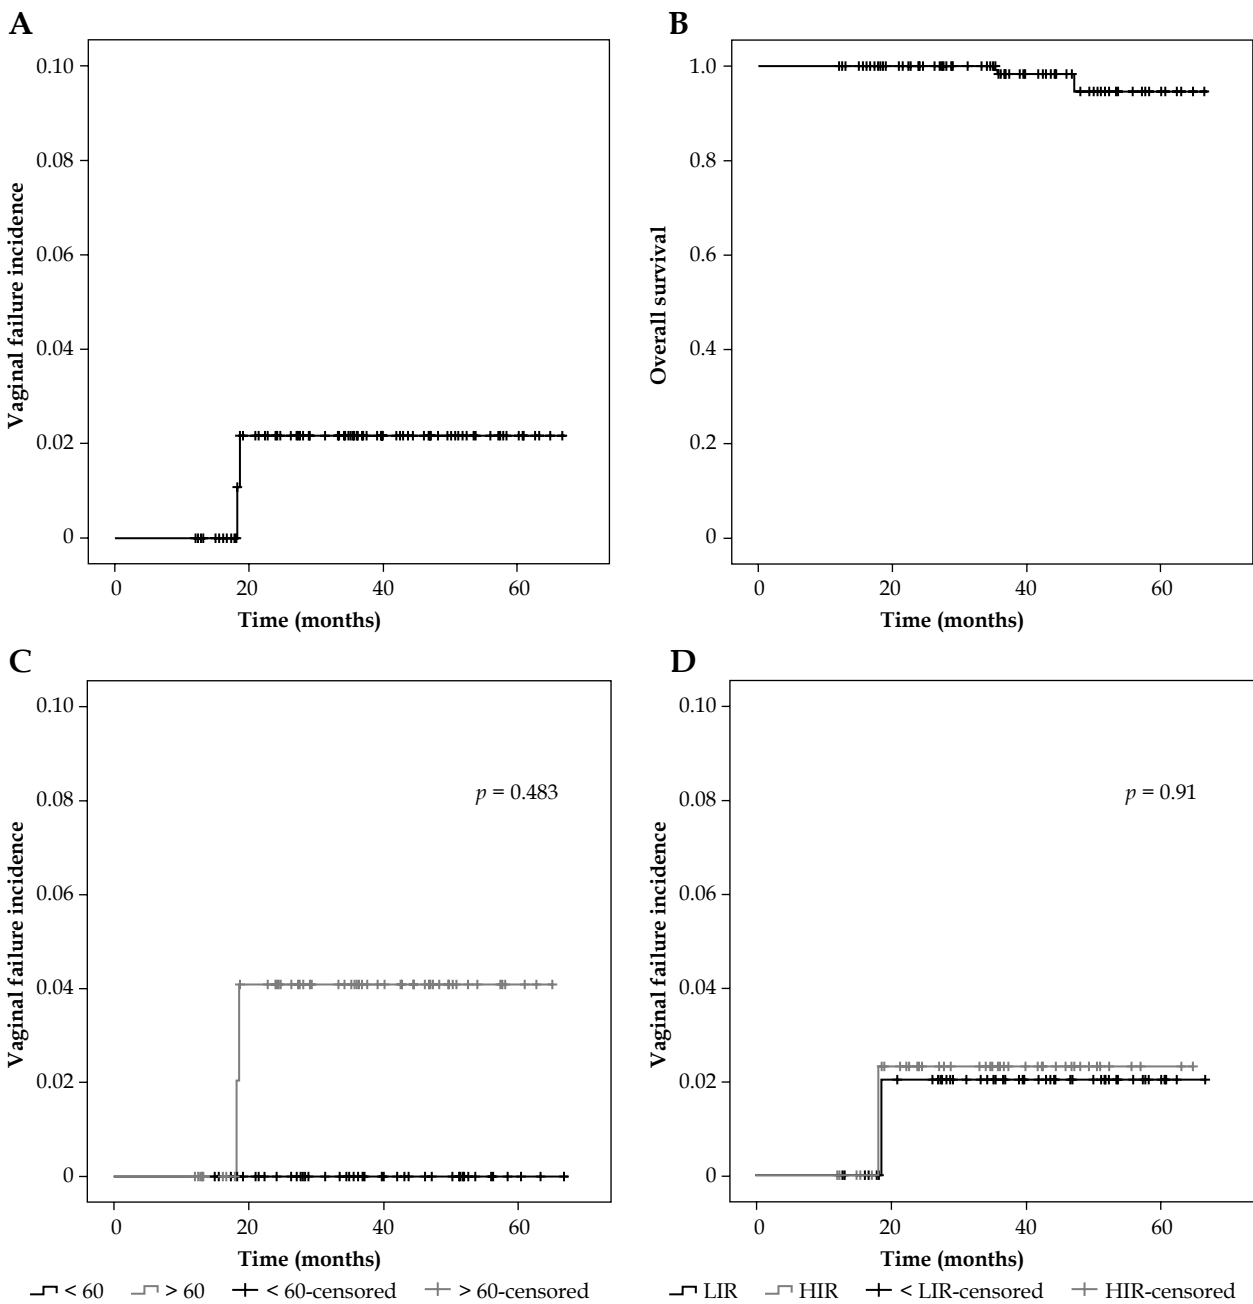 A
Vaginal failure incidence
0.10
0.08
0.06
0.04
0.02
0
0 20 40 60
Time (months)
B
Overall survival
1.0
0.8
0.6
0.4
0.2
0
0 20 40 60
Time (months)
C
Vaginal failure incidence
0.10
0.08
0.06
0.04
0.02
0
p = 0.483
0 20 40 60
Time (months)
< 60 > 60 < 60-censored > 60-censored
D
Vaginal failure incidence
0.10
0.08
0.06
0.04
0.02
0
p = 0.91
0 20 40 60
Time (months)
LIR HIR < LIR-censored HIR-censored